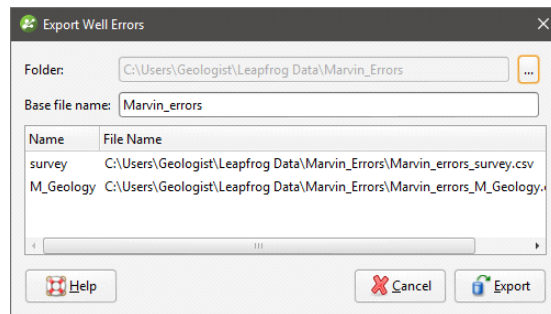 Export Well Errors
Folder: C:\Users\Geologist\Leapfrog Data\Marvin_Errors ...
Base file name: Marvin_errors
Name File Name
survey C:\Users\Geologist\Leapfrog Data\Marvin_Errors\Marvin_errors_survey.csv
M_Geology C:\Users\Geologist\Leapfrog Data\Marvin_Errors\Marvin_errors_M_Geology.
Help Cancel Export